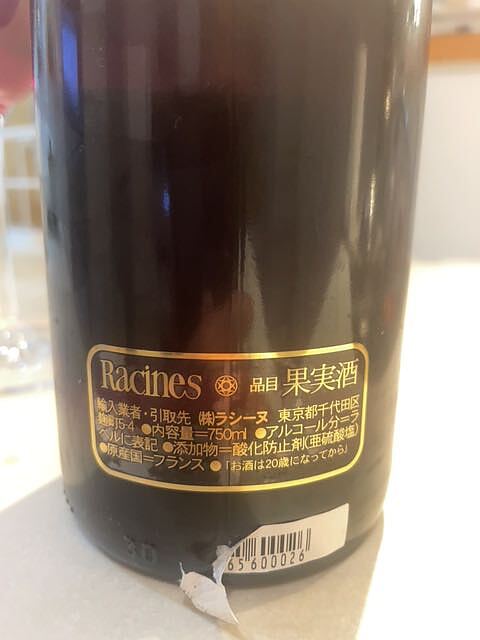 Racines 品目 果実酒
輸入業者・引取先 ㈱ラシーヌ 東京都千代田区
麹町5-4 ●内容量=750ml ●アルコール分=ラ
ベルに表記 ●添加物=酸化防止剤(亜硫酸塩)
●原産国=フランス ●「お酒は20歳になってから」
65 600026
30